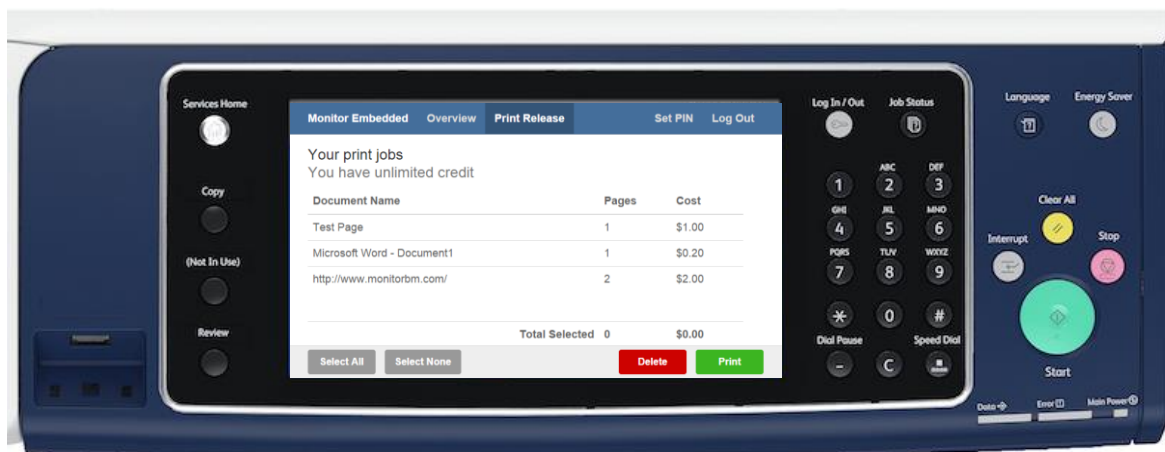 Services Home
Copy
(Not In Use)
Review
Monitor Embedded Overview Print Release Set PIN Log Out
Your print jobs
You have unlimited credit
Document Name Pages Cost
Test Page 1 $1.00
Microsoft Word - Document1 1 $0.20
http://www.monitorbm.com/ 2 $2.00
Total Selected 0 $0.00
Select All Select None Delete Print
Log In / Out Job Status
ABC DEF
1 2 3
GHI JKL MNO
4 5 6
PQRS TUV WXYZ
7 8 9
* 0 #
Dial Pause Speed Dial
- C
Language Energy Saver
Clear All
Interrupt Stop
Start
Data Error Main Power